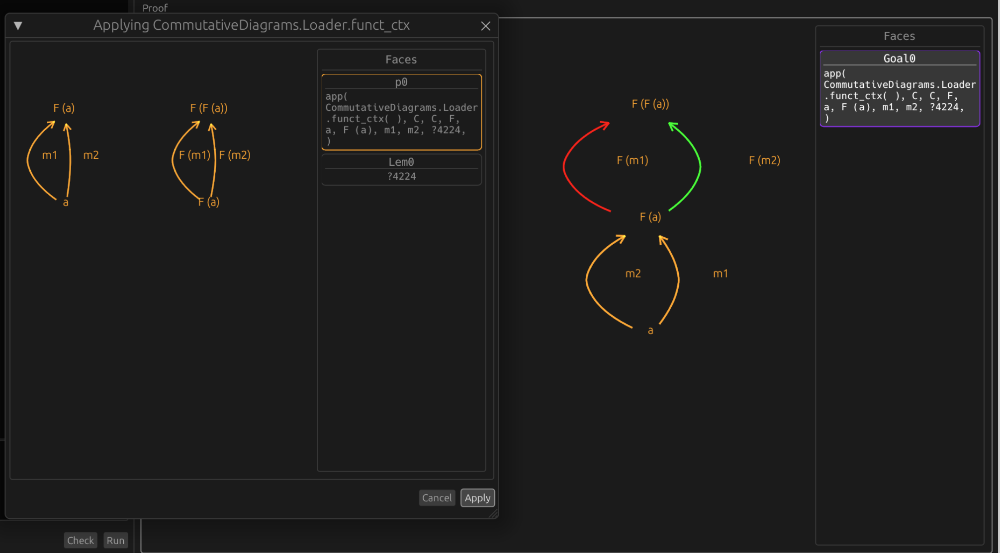 Proof
▼ Applying CommutativeDiagrams.Loader.funct_ctx ×
Faces
p0
app(
CommutativeDiagrams.Loader
.funct_ctx( ), C, C, F,
a, F (a), m1, m2, ?4224,
)
Lem0
?4224
F (a)
m1
m2
a
F (F (a))
F (m1)
F (m2)
F (a)
Cancel
Apply
Check
Run
F (F (a))
F (m1)
F (m2)
F (a)
m2
m1
a
Faces
Goal0
app(
CommutativeDiagrams.Loader
.funct_ctx( ), C, C, F,
a, F (a), m1, m2, ?4224,
)